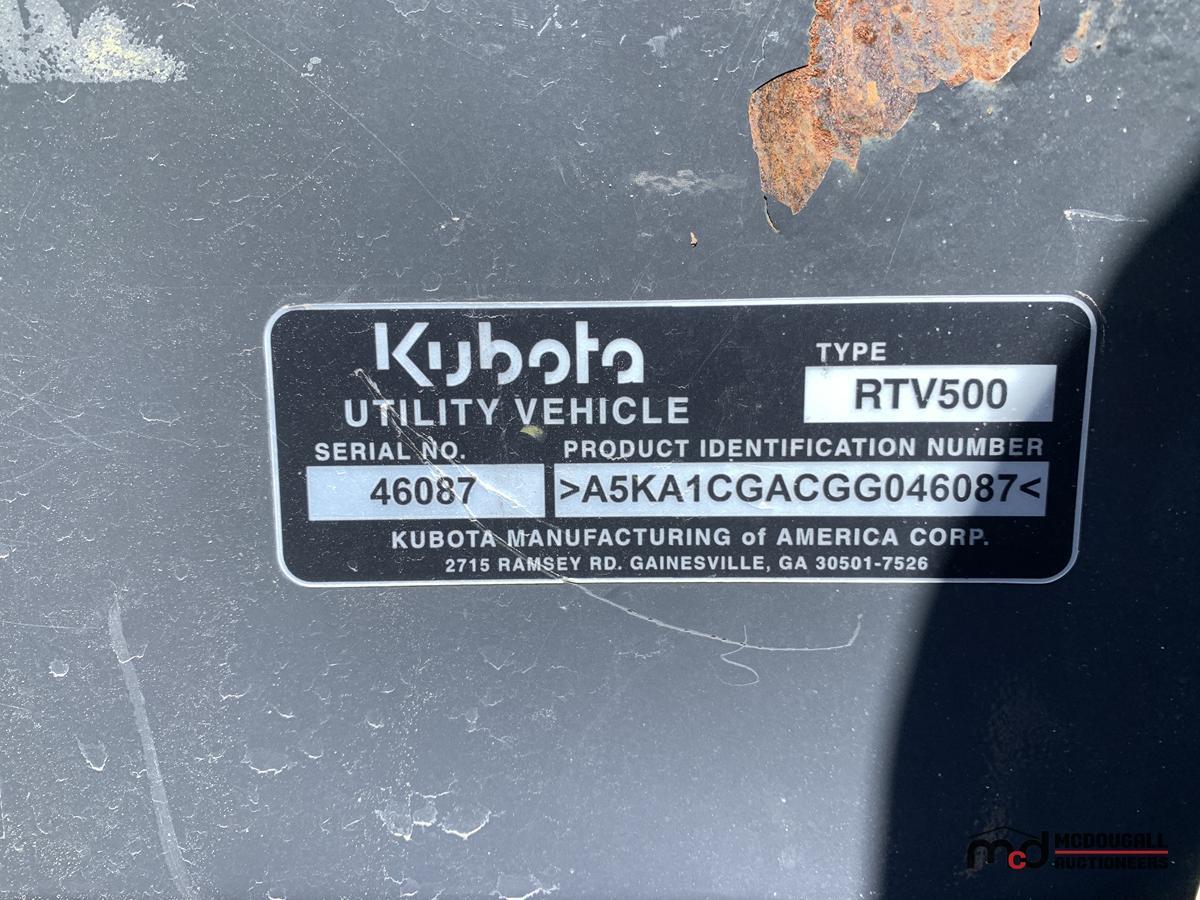 Kubota
UTILITY VEHICLE
TYPE
RTV500
SERIAL NO.
46087
PRODUCT IDENTIFICATION NUMBER
>A5KA1CGACGG046087<
KUBOTA MANUFACTURING of AMERICA CORP.
2715 RAMSEY RD. GAINESVILLE, GA 30501-7526
mcd
MCDOUGALL
AUCTIONEERS